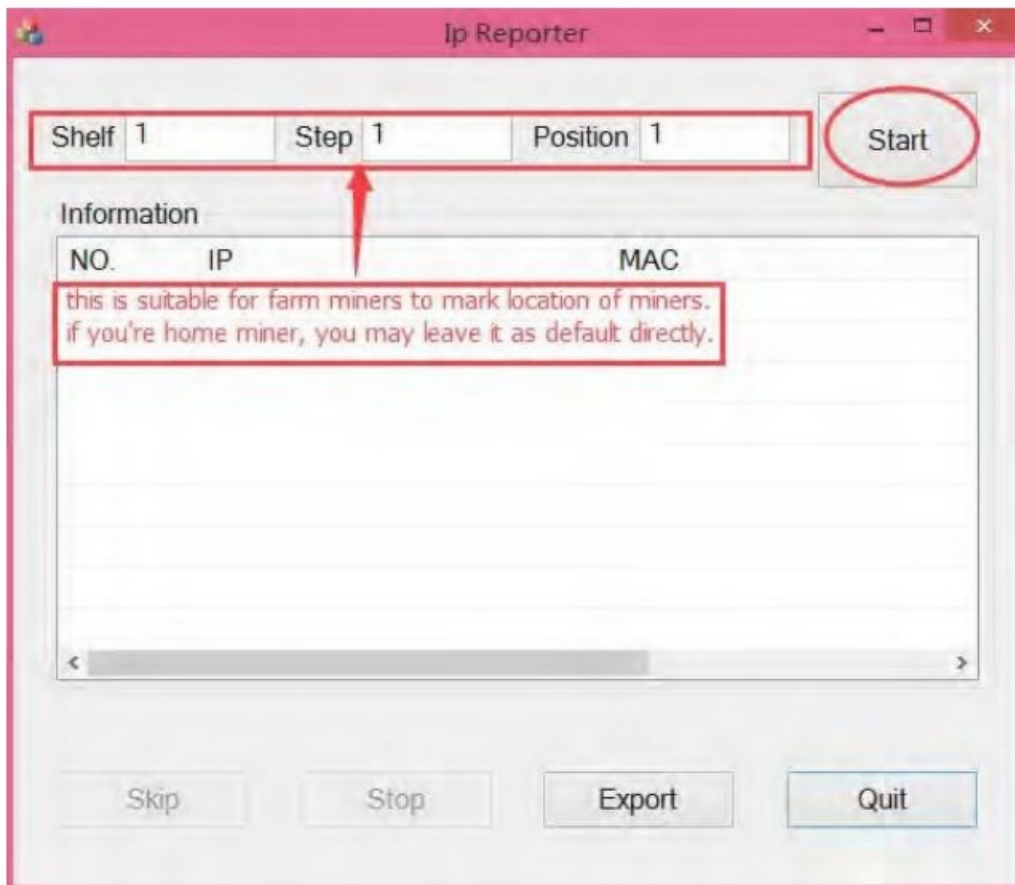 Ip Reporter
Shelf 1 Step 1 Position 1 Start
Information
NO. IP MAC
this is suitable for farm miners to mark location of miners.
if you're home miner, you may leave it as default directly.
Skip Stop Export Quit